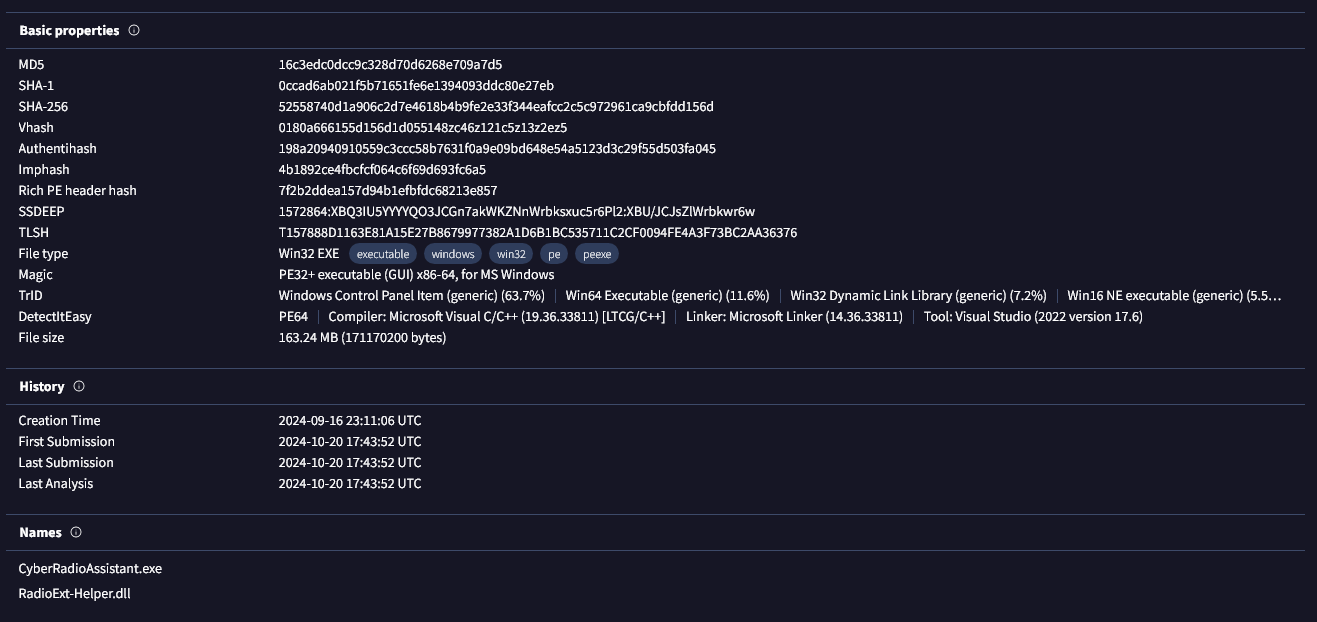 Basic properties
MD5 16c3edc0dcc9c328d70d6268e709a7d5
SHA-1 0ccad6ab021f5b71651fe6e1394093ddc80e27eb
SHA-256 52558740d1a906c2d7e4618b4b9fe2e33f344eafcc2c5c972961ca9cbfdd156d
Vhash 0180a666155d156d1d055148zc46z121c5z13z2ez5
Authentihash 198a20940910559c3ccc58b7631f0a9e09bd648e54a5123d3c29f55d503fa045
Imphash 4b1892ce4fbcfcf064c6f69d693fc6a5
Rich PE header hash 7f2b2ddea157d94b1efbfdc68213e857
SSDEEP 1572864:XBQ3IU5YYYYQO3JCGn7akWKZNnWrbksxuc5r6Pl2:XBU/JCJsZlWrbkwr6w
TLSH T157888D1163E81A15E27B8679977382A1D6B1BC535711C2CF0094FE4A3F73BC2AA36376
File type Win32 EXE executable windows win32 pe peexe
Magic PE32+ executable (GUI) x86-64, for MS Windows
TrID Windows Control Panel Item (generic) (63.7%) | Win64 Executable (generic) (11.6%) | Win32 Dynamic Link Library (generic) (7.2%) | Win16 NE executable (generic) (5.5…
DetectItEasy PE64 | Compiler: Microsoft Visual C/C++ (19.36.33811) [LTCG/C++] | Linker: Microsoft Linker (14.36.33811) | Tool: Visual Studio (2022 version 17.6)
File size 163.24 MB (171170200 bytes)
History
Creation Time 2024-09-16 23:11:06 UTC
First Submission 2024-10-20 17:43:52 UTC
Last Submission 2024-10-20 17:43:52 UTC
Last Analysis 2024-10-20 17:43:52 UTC
Names
CyberRadioAssistant.exe
RadioExt-Helper.dll